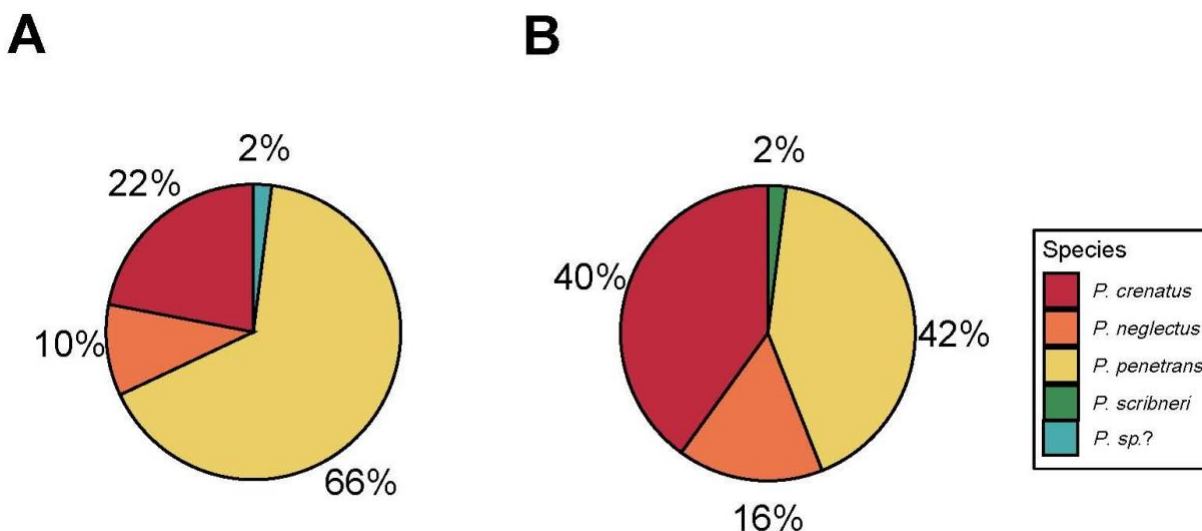 A
B
2%
22%
10%
66%
2%
40%
42%
16%
Species
P. crenatus
P. neglectus
P. penetrans
P. scribneri
P. sp.?